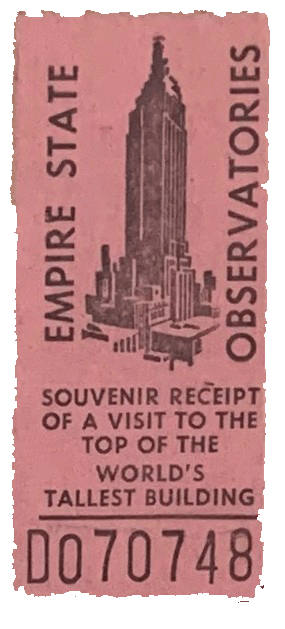 EMPIRE STATE
OBSERVATORIES
SOUVENIR RECEIPT
OF A VISIT TO THE
TOP OF THE
WORLD'S
TALLEST BUILDING
D070748